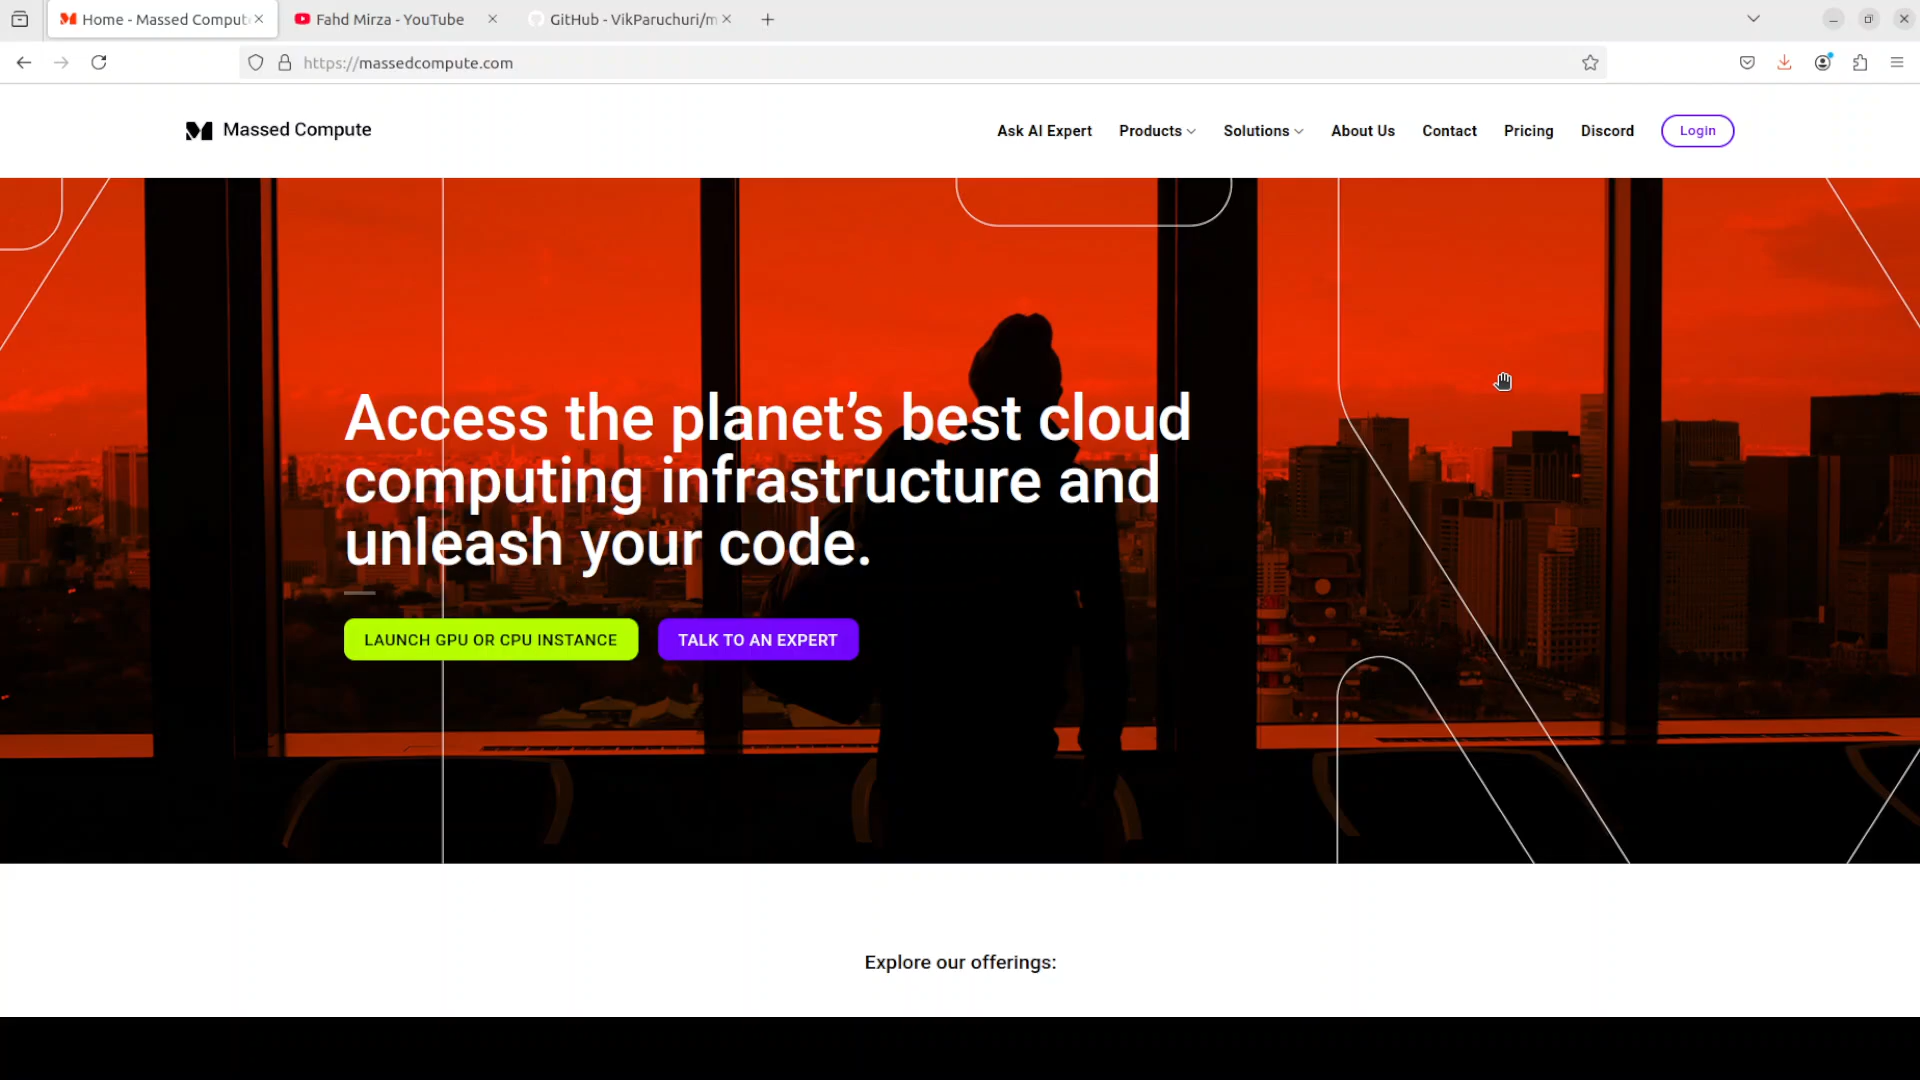 Home - Massed Comput
Fahd Mirza - YouTube
GitHub - VikParuchuri/m
https://massedcompute.com
Massed Compute
Ask AI Expert
Products
Solutions
About Us
Contact
Pricing
Discord
Login
Access the planet’s best cloud
computing infrastructure and
unleash your code.
LAUNCH GPU OR CPU INSTANCE
TALK TO AN EXPERT
Explore our offerings: